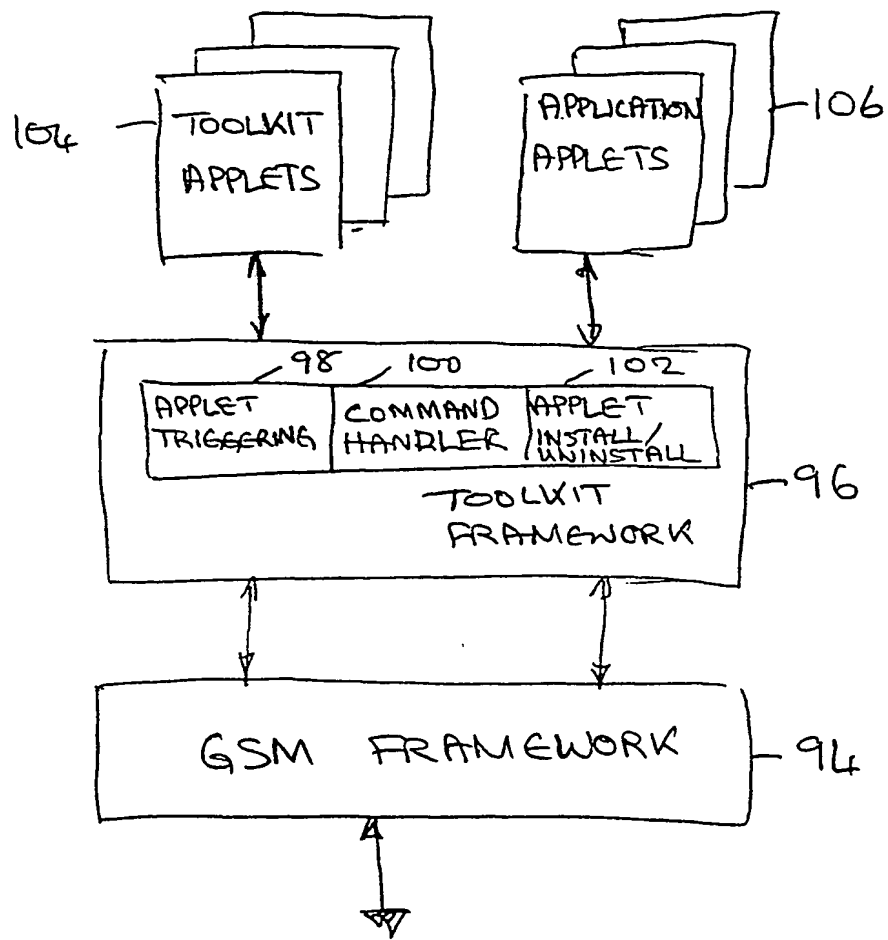 104
TOOLKIT
APPLETS
APPLICATION
APPLETS
106
98
100
102
APPLET
TRIGGERING
COMMAND
HANDLER
APPLET
INSTALL/
UNINSTALL
TOOLKIT
FRAMEWORK
96
GSM FRAMEWORK
94